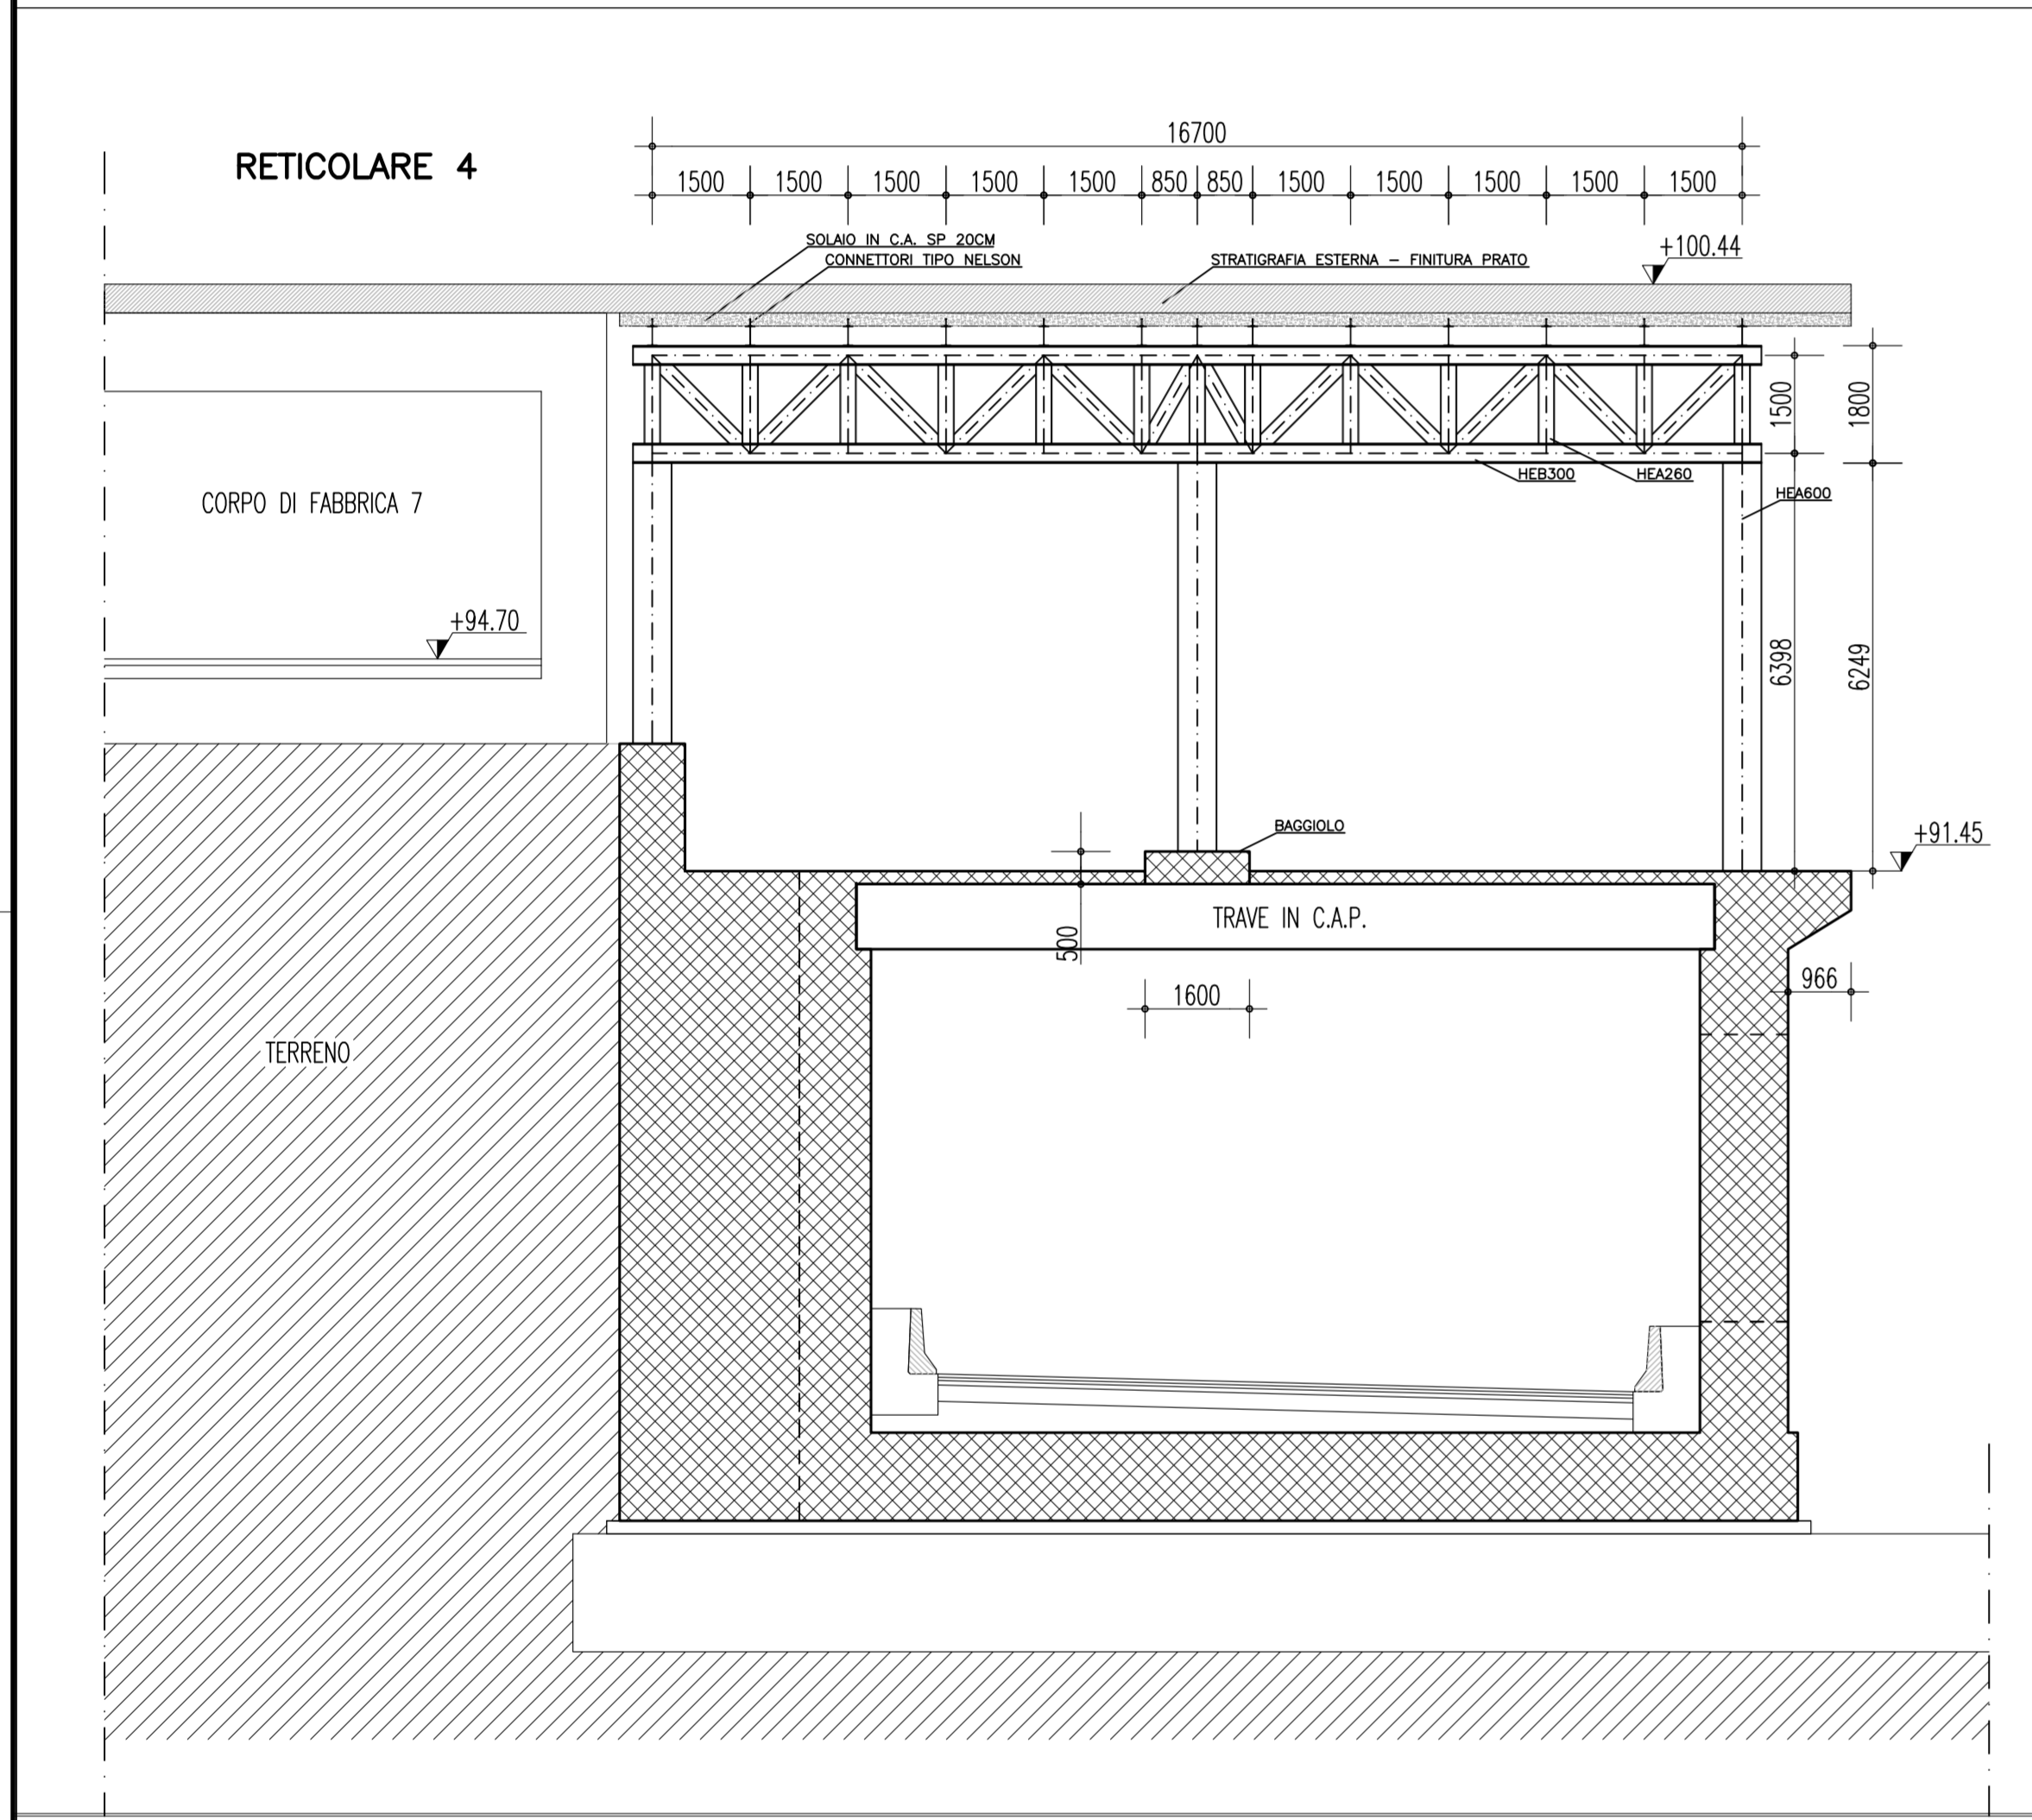 16700
RETICOLARE 4
1500 1500 1500 1500 1500 850 850 1500 1500 1500 1500 1500
SOLAIO IN C.A. SP 20CM
CONNETTORI TIPO NELSON
STRATIGRAFIA ESTERNA – FINITURA PRATO
+100.44
1500
1800
HEB300
HEA260
HEA600
CORPO DI FABBRICA 7
+94.70
6398
6249
BAGGIOLO
+91.45
TRAVE IN C.A.P.
500
966
1600
TERRENO